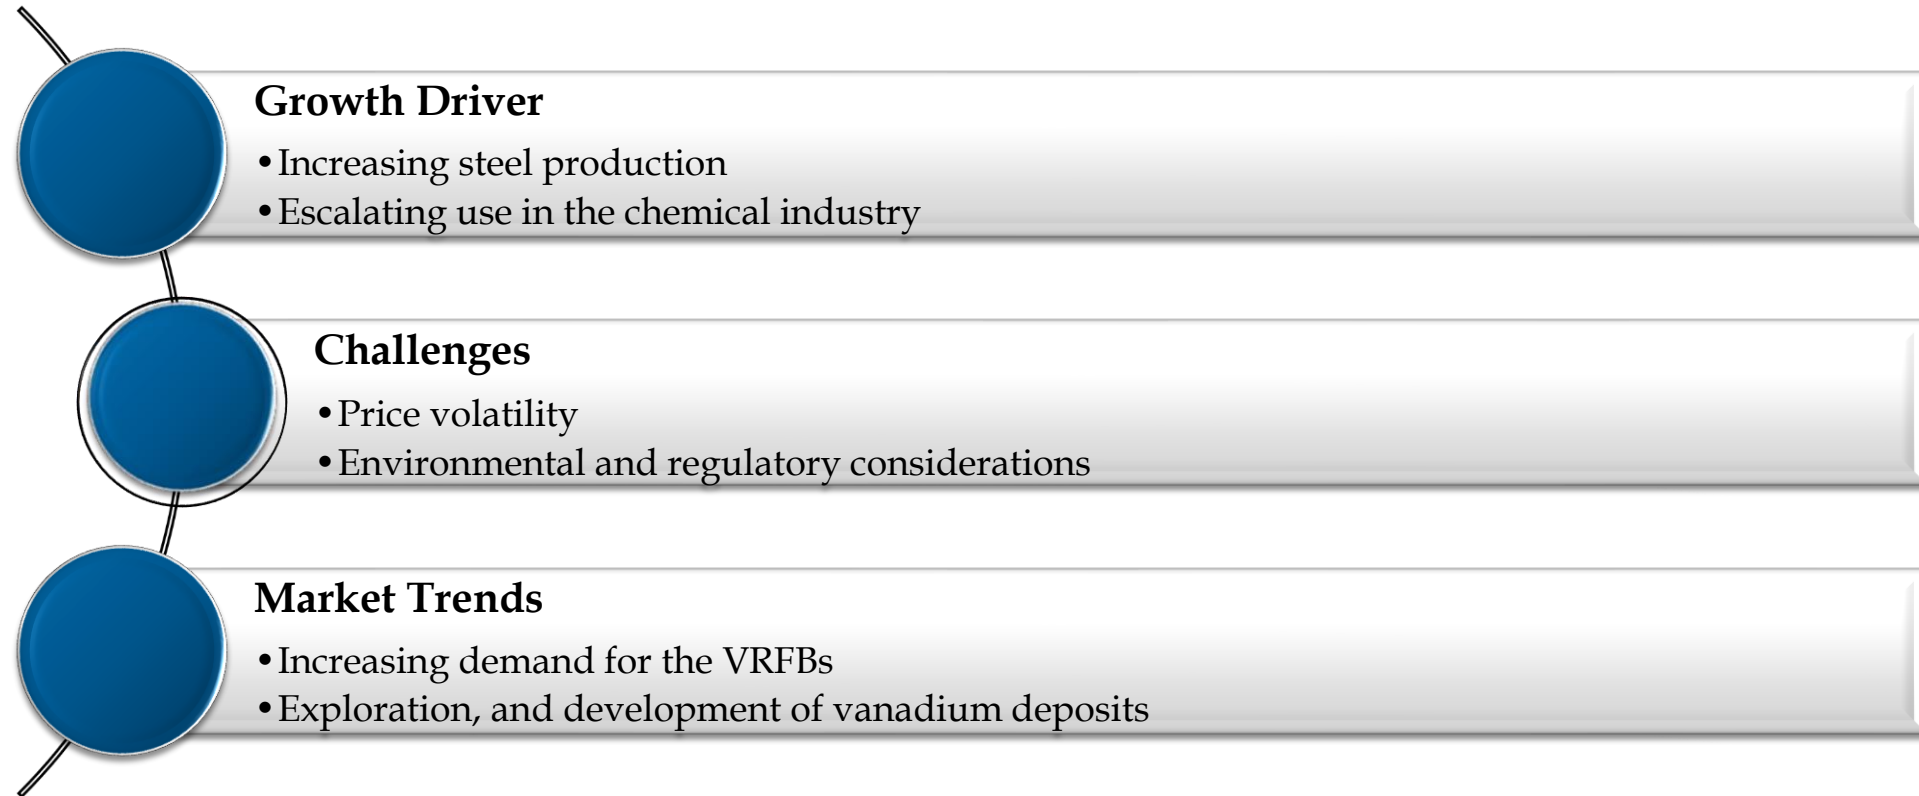 Growth Driver
•Increasing steel production
•Escalating use in the chemical industry
Challenges
•Price volatility
•Environmental and regulatory considerations
Market Trends
•Increasing demand for the VRFBs
•Exploration, and development of vanadium deposits